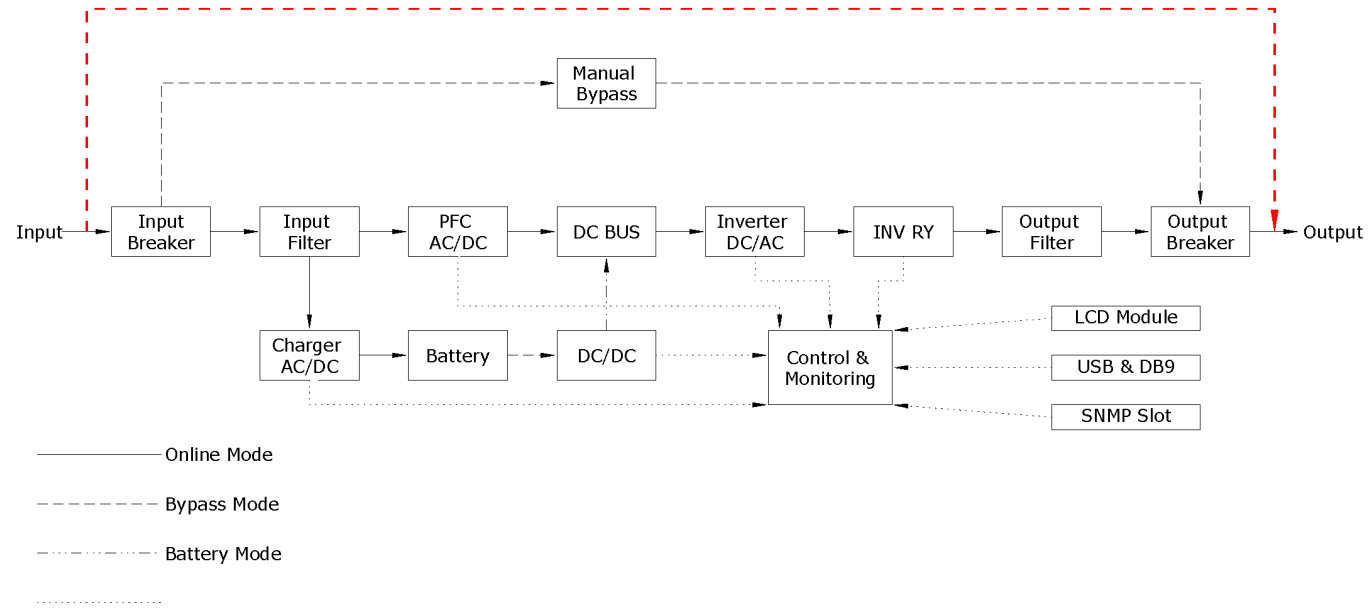 Manual
Bypass
Input
Input
Breaker
Input
Filter
PFC
AC/DC
DC BUS
Inverter
DC/AC
INV RY
Output
Filter
Output
Breaker
Output
Charger
AC/DC
Battery
DC/DC
Control &
Monitoring
LCD Module
USB & DB9
SNMP Slot
Online Mode
Bypass Mode
Battery Mode